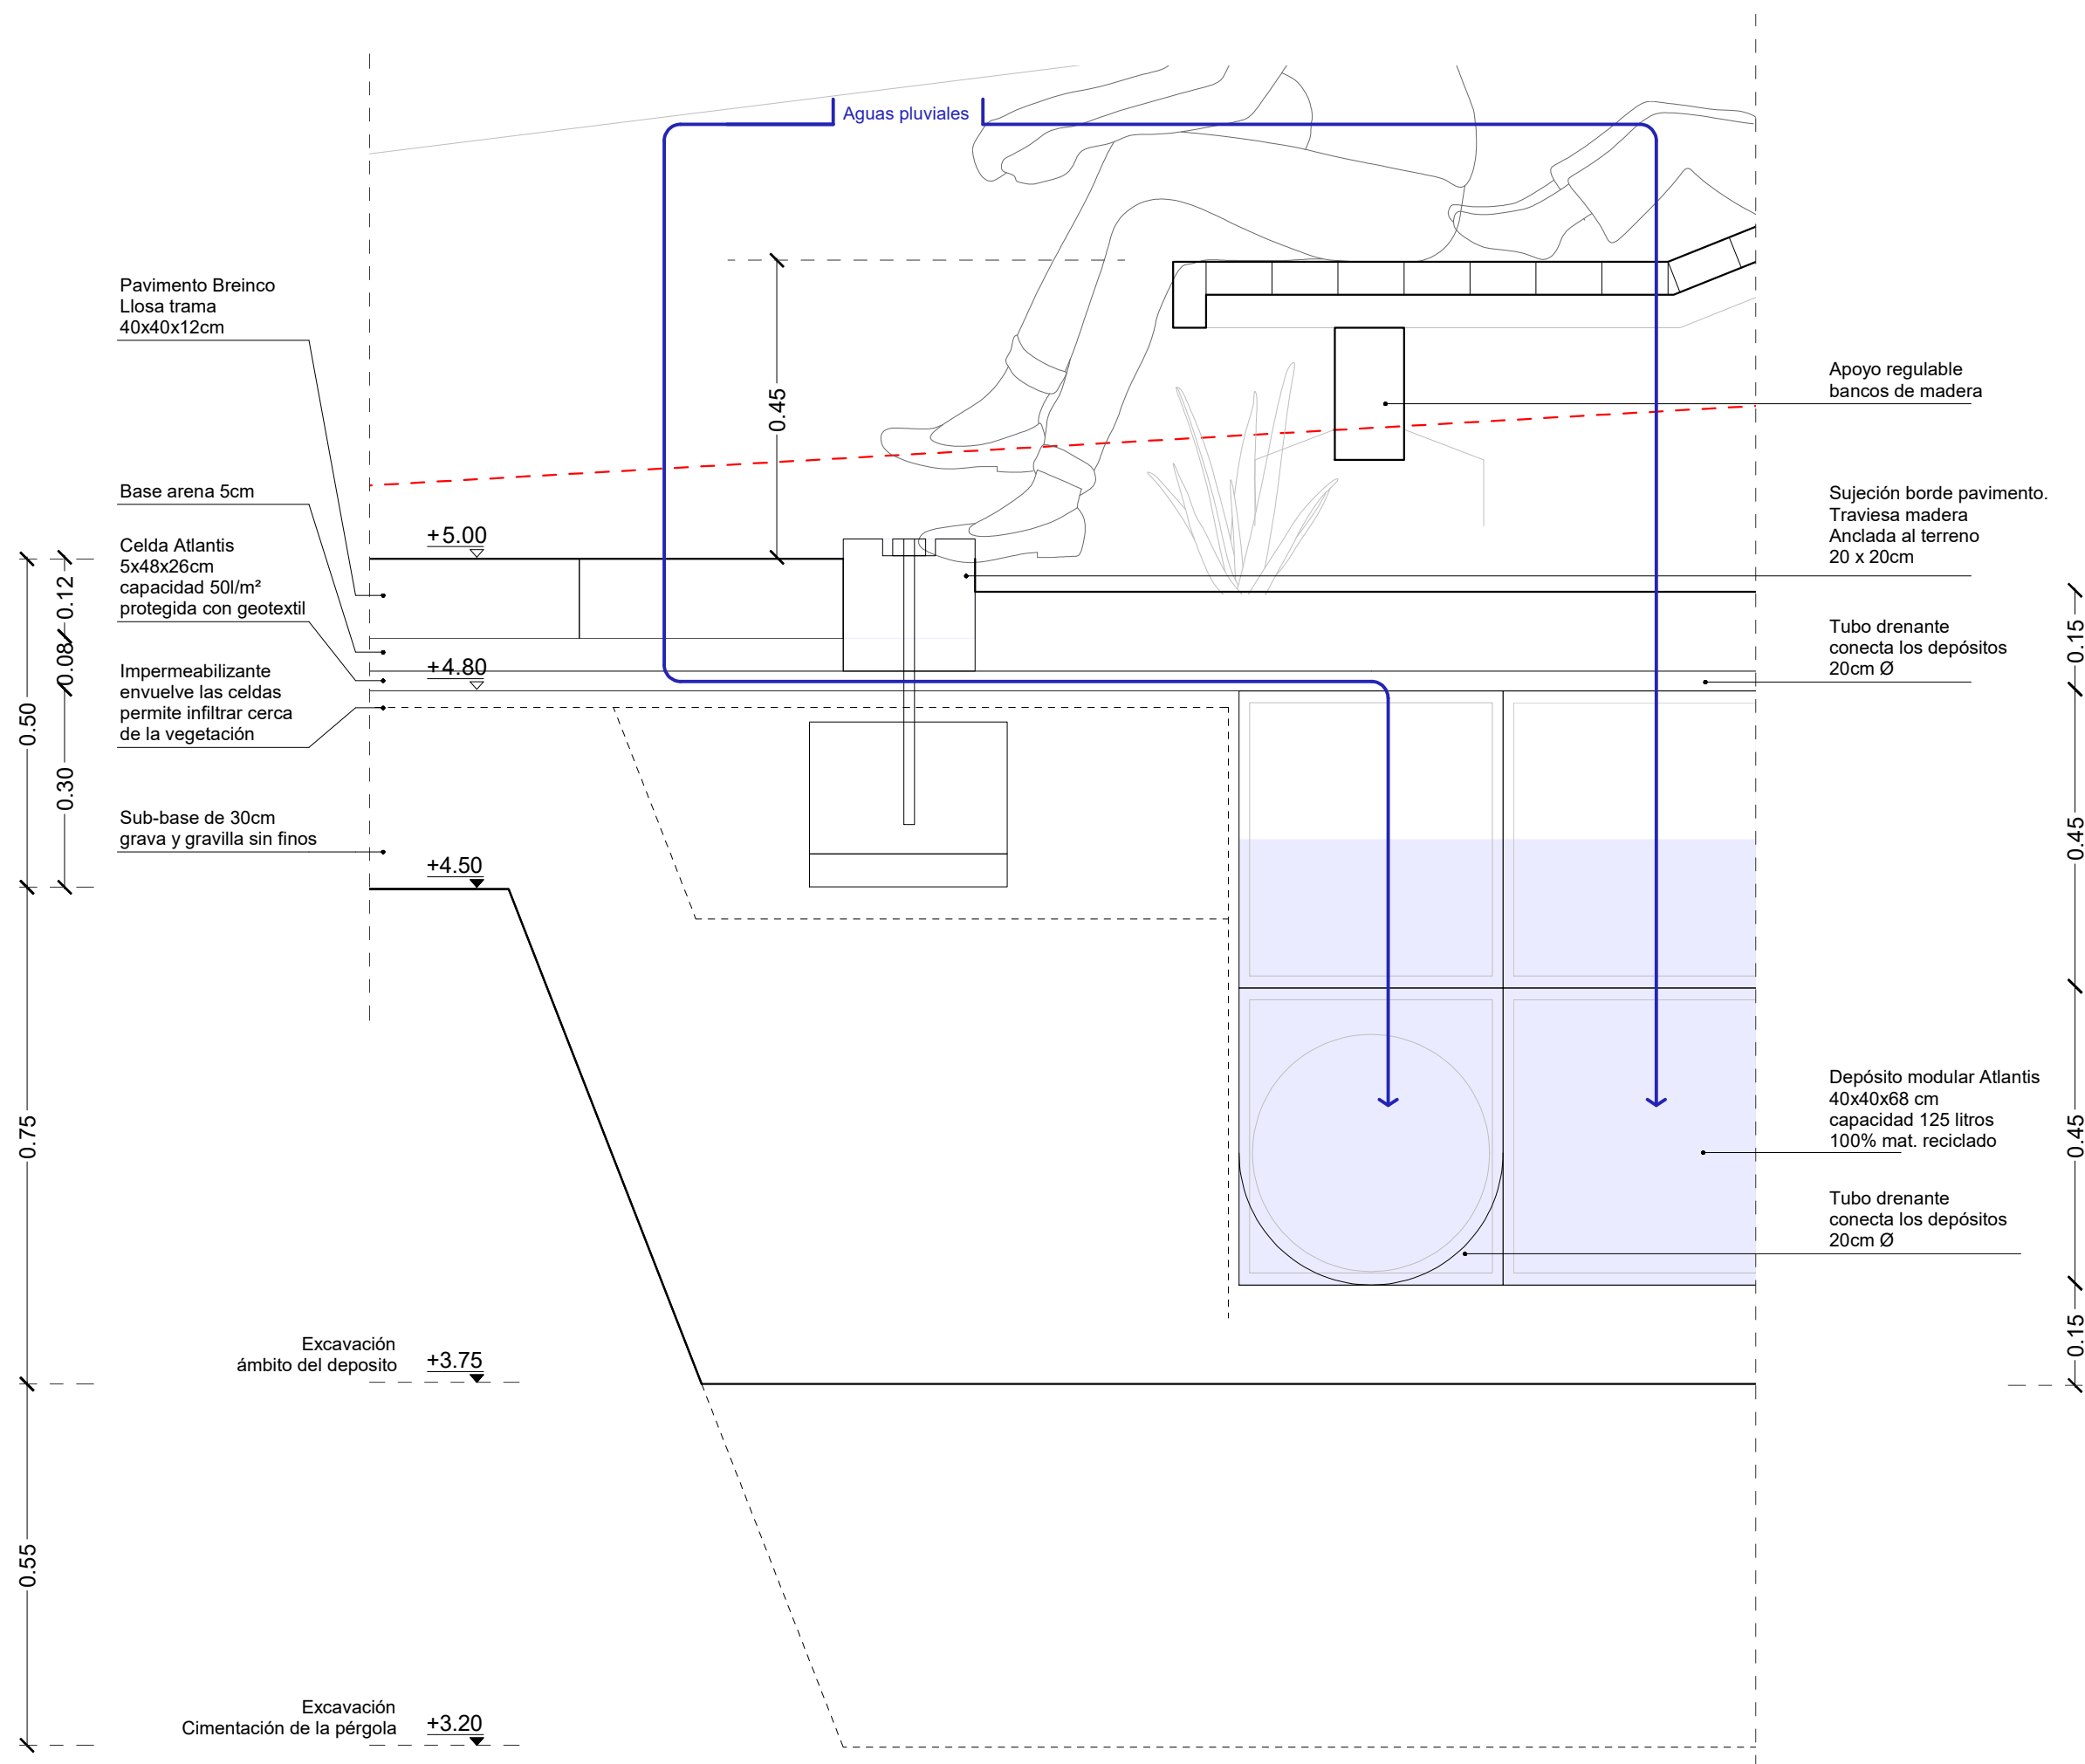 Aguas pluviales
Pavimento Breinco
Llosa trama
40x40x12cm
Base arena 5cm
Celda Atlantis
5x48x26cm
capacidad 50l/m²
protegida con geotextil
Impermeabilizante
envuelve las celdas
permite infiltrar cerca
de la vegetación
Sub-base de 30cm
grava y gravilla sin finos
Excavación
ámbito del deposito
Excavación
Cimentación de la pérgola
+5.00
+4.80
+4.50
+3.75
+3.20
0.50
0.75
0.55
0.12
0.08
0.30
0.45
Apoyo regulable
bancos de madera
Sujeción borde pavimento.
Traviesa madera
Anclada al terreno
20 x 20cm
Tubo drenante
conecta los depósitos
20cm Ø
Depósito modular Atlantis
40x40x68 cm
capacidad 125 litros
100% mat. reciclado
Tubo drenante
conecta los depósitos
20cm Ø
0.15
0.45
0.45
0.15